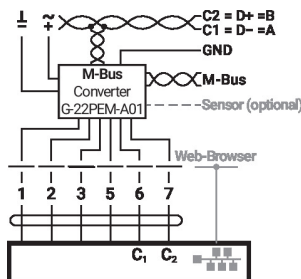 C2 = D+ =B
C1 = D− =A
GND
M-Bus
Converter
G-22PEM-A01
M-Bus
Sensor (optional)
Web-Browser
1 2 3 5 6 7
C1 C2